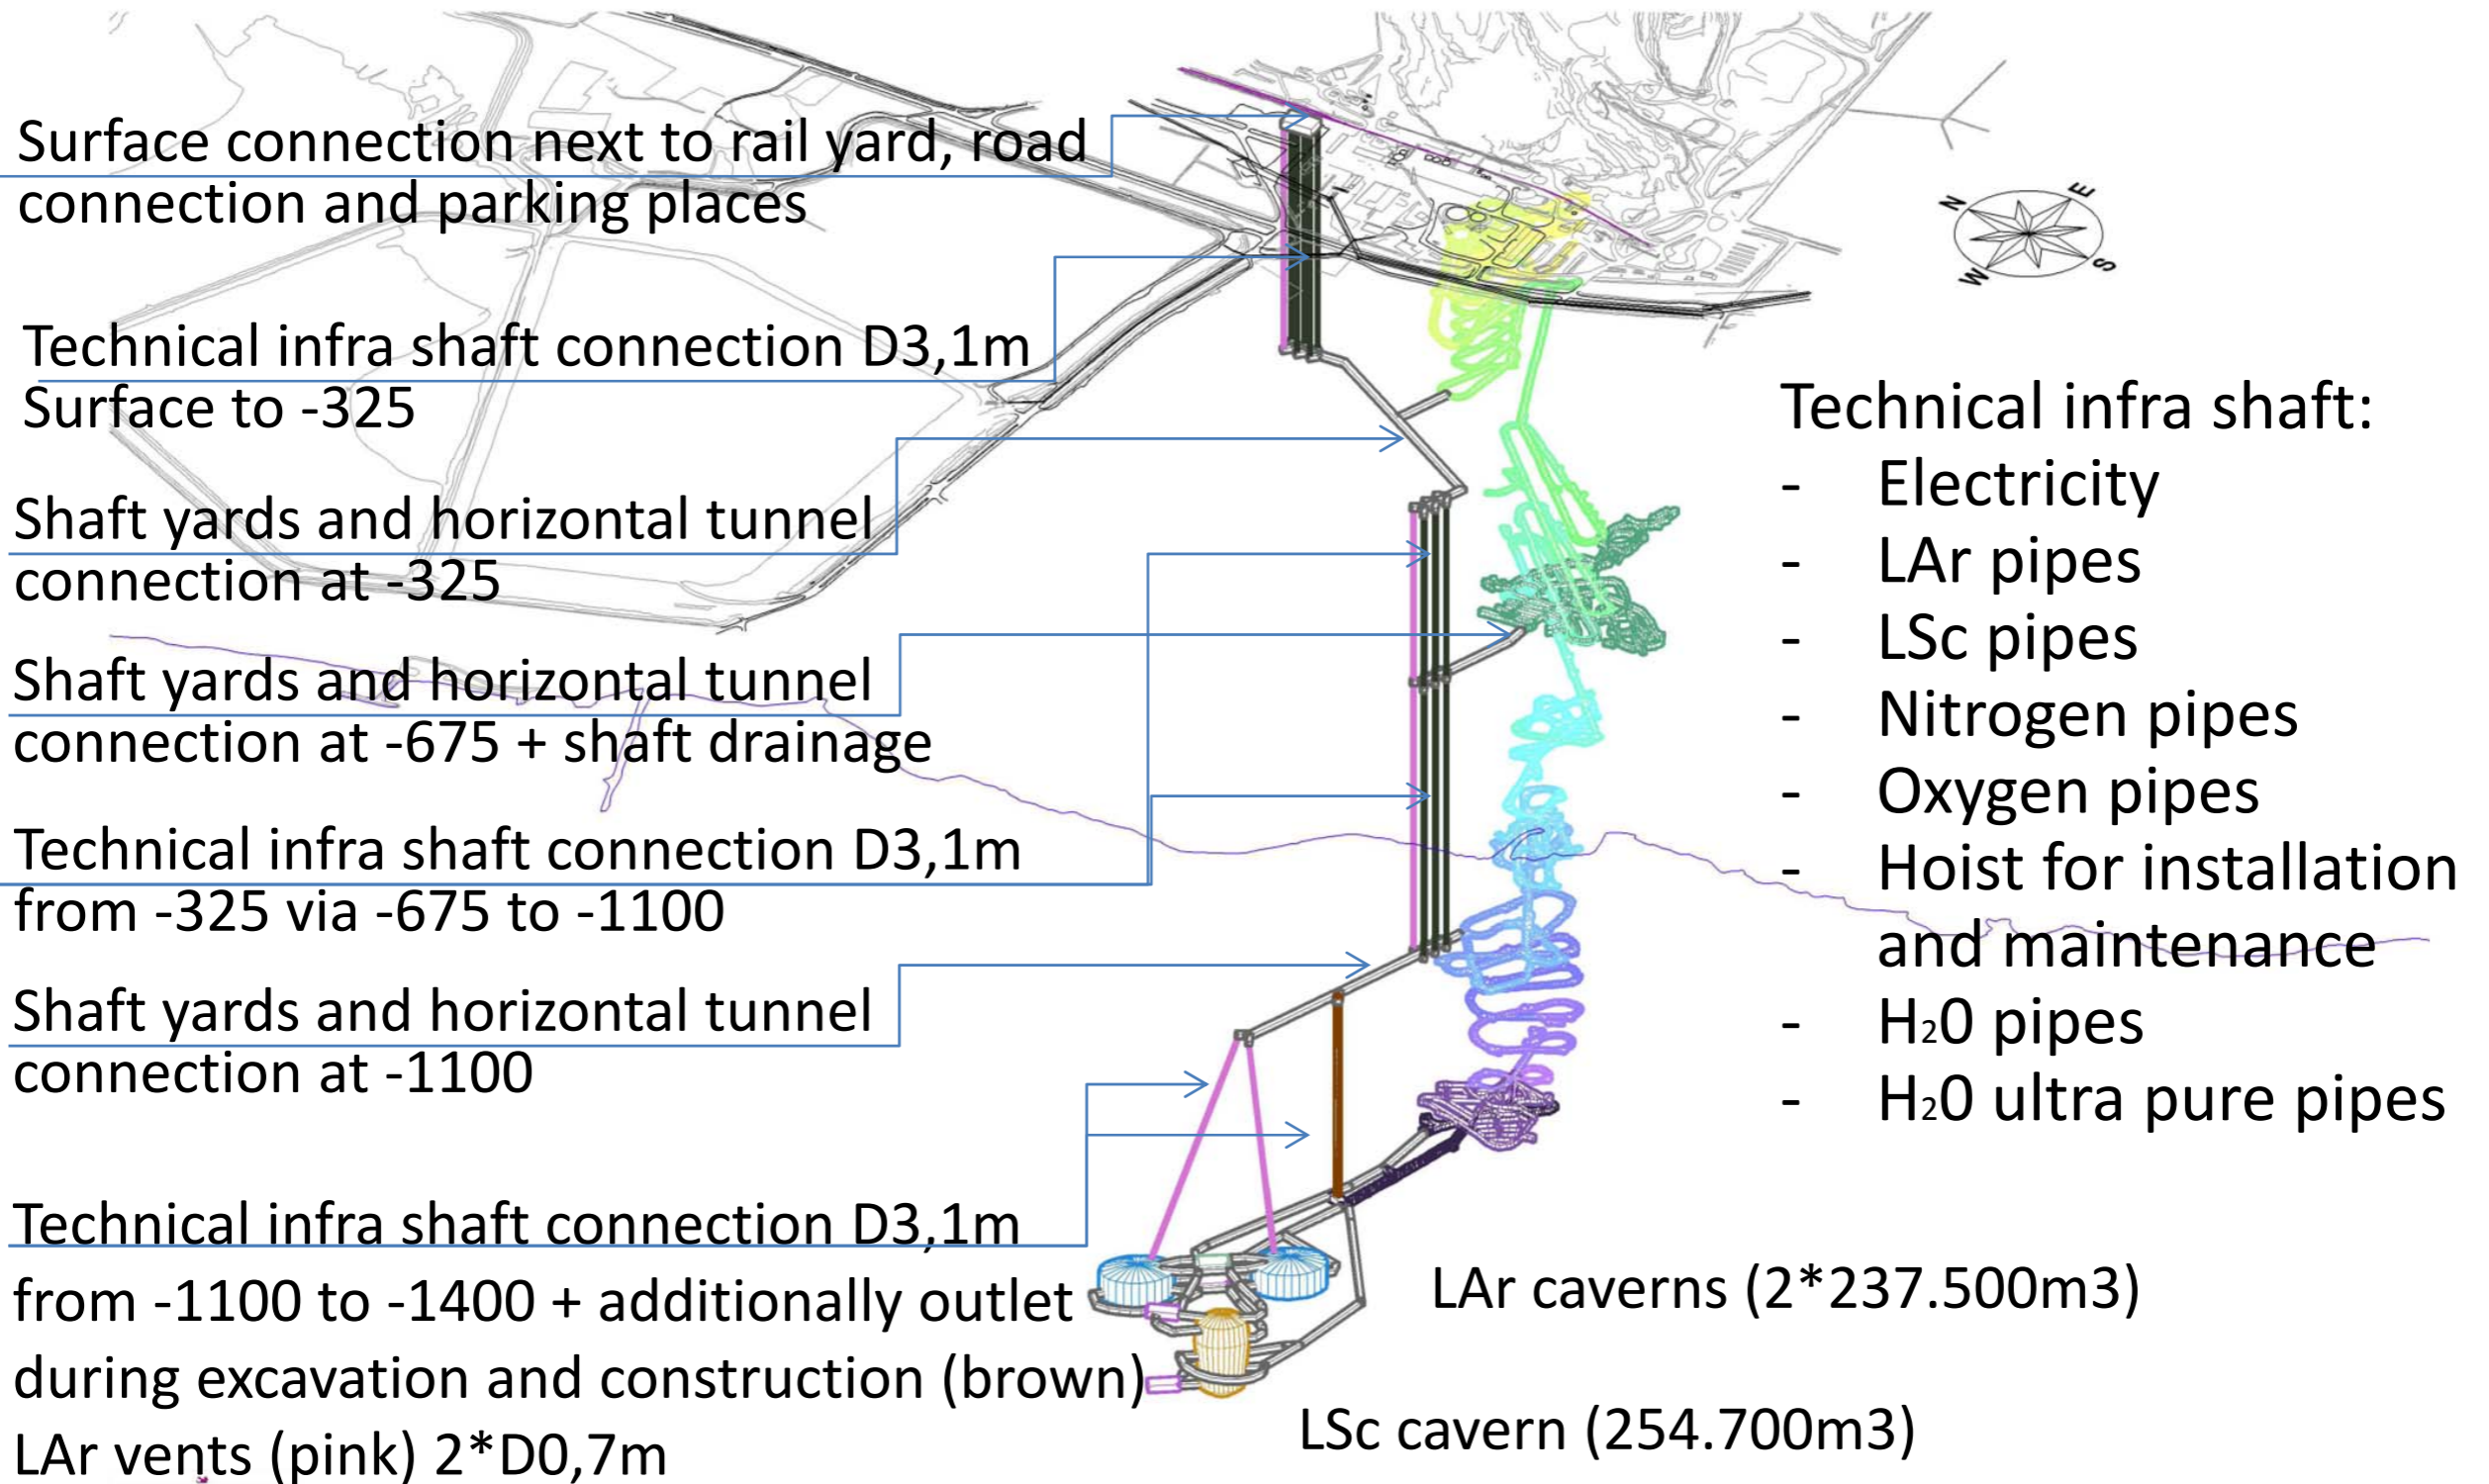 Surface connection next to rail yard, road
connection and parking places
Technical infra shaft connection D3,1m
Surface to -325
Shaft yards and horizontal tunnel
connection at -325
Shaft yards and horizontal tunnel
connection at -675 + shaft drainage
Technical infra shaft connection D3,1m
from -325 via -675 to -1100
Shaft yards and horizontal tunnel
connection at -1100
Technical infra shaft connection D3,1m
from -1100 to -1400 + additionally outlet
during excavation and construction (brown)
LAr vents (pink) 2*D0,7m
N
E
W
S
Technical infra shaft:
- Electricity
- LAr pipes
- LSc pipes
- Nitrogen pipes
- Oxygen pipes
- Hoist for installation
and maintenance
- H₂0 pipes
- H₂0 ultra pure pipes
LAr caverns (2*237.500m3)
LSc cavern (254.700m3)